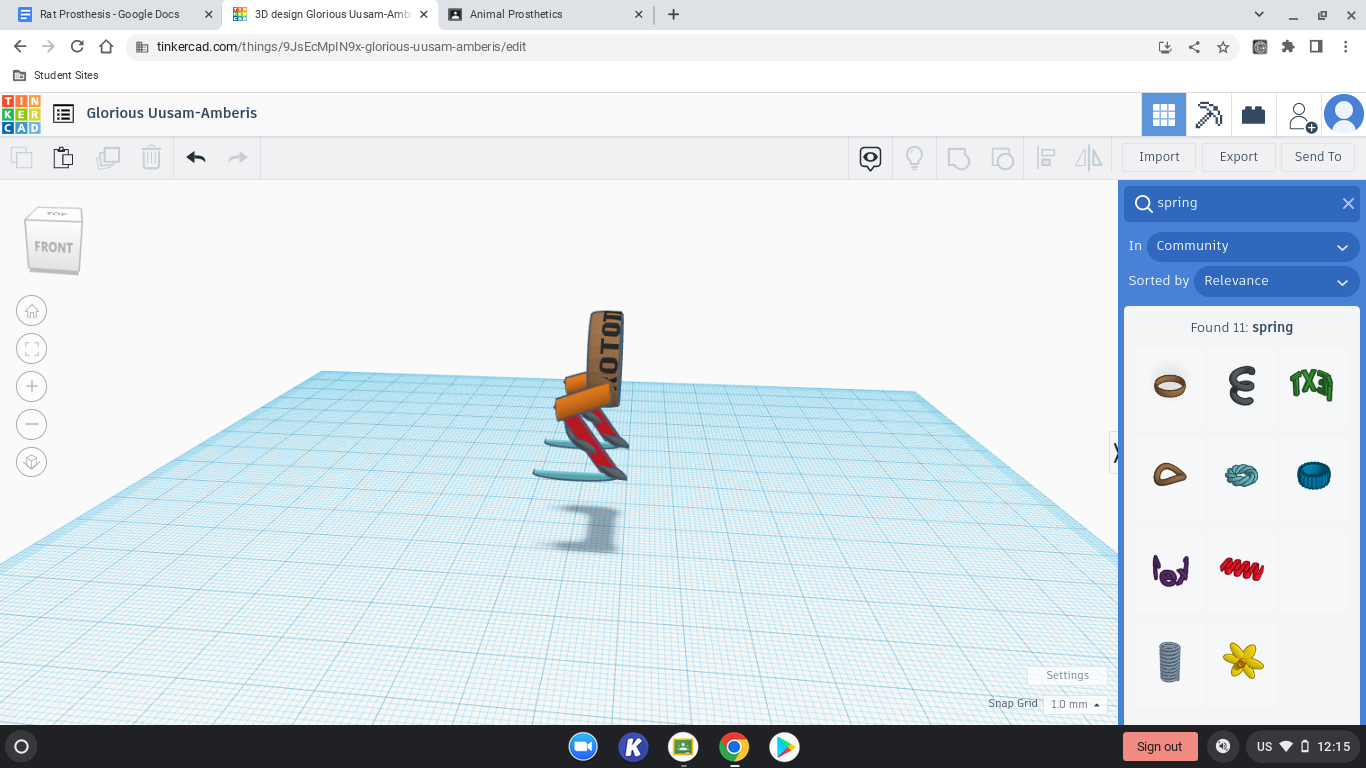 Rat Prosthesis - Google Docs
3D design Glorious Uusam-Amb
Animal Prosthetics
tinkercad.com/things/9JsEcMpIN9x-glorious-uusam-amberis/edit
Student Sites
TIN
KER
CAD
Glorious Uusam-Amberis
Import
Export
Send To
TOP
FRONT
spring
In
Community
Sorted by
Relevance
Found 11: spring
TEXT
Settings
Snap Grid
1.0 mm
K
Sign out
US
12:15